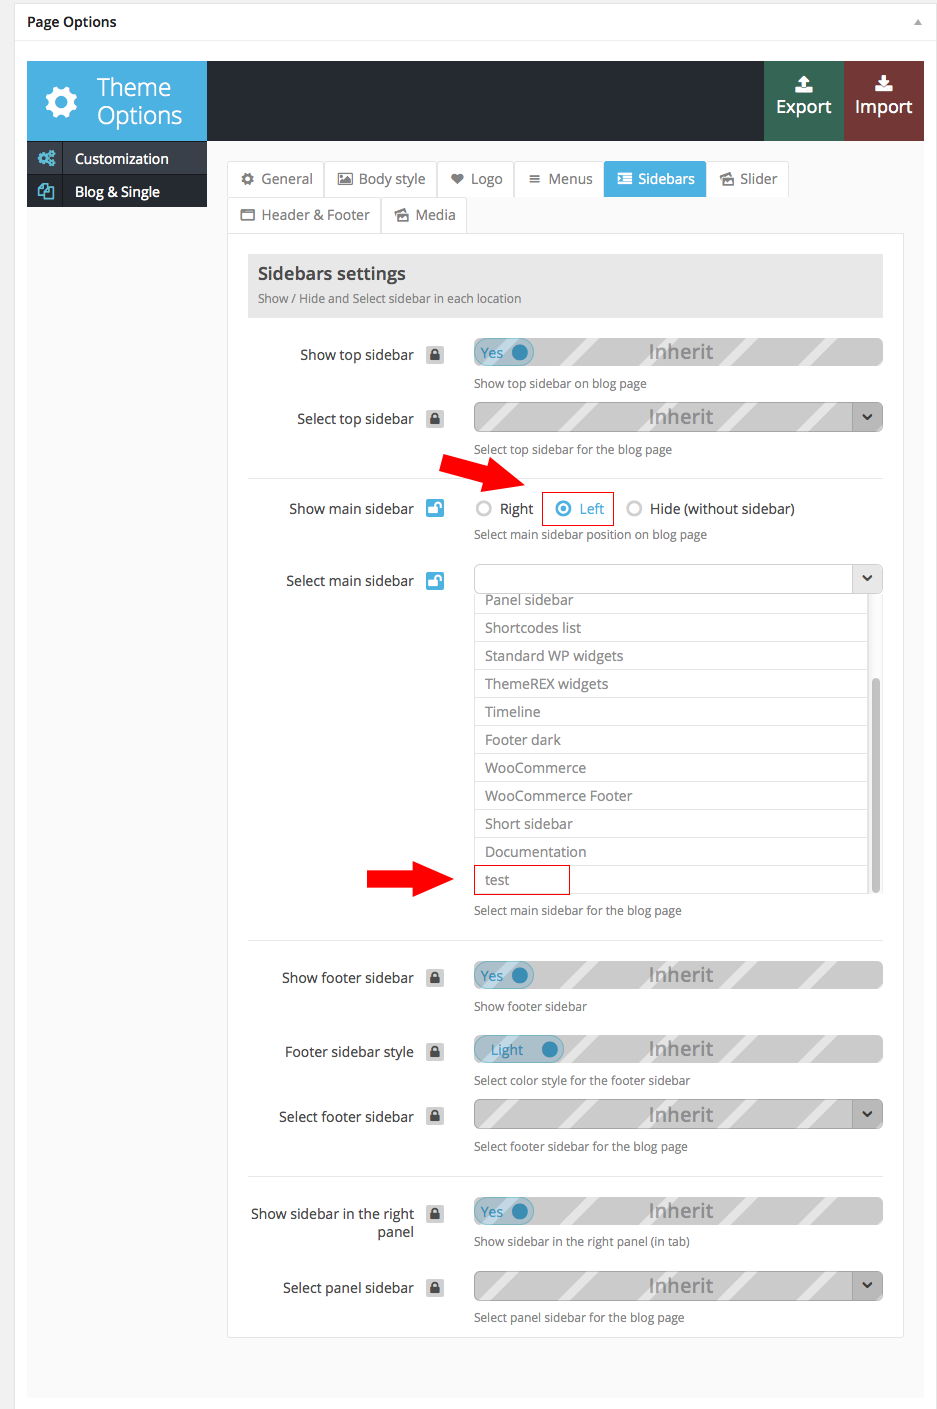 Page Options
Theme
Options
Export
Import
Customization
Blog & Single
General
Body style
Logo
Menus
Sidebars
Slider
Header & Footer
Media
Sidebars settings
Show / Hide and Select sidebar in each location
Show top sidebar
Yes
Inherit
Show top sidebar on blog page
Select top sidebar
Inherit
Select top sidebar for the blog page
Show main sidebar
Right
Left
Hide (without sidebar)
Select main sidebar position on blog page
Select main sidebar
Panel sidebar
Shortcodes list
Standard WP widgets
ThemeREX widgets
Timeline
Footer dark
WooCommerce
WooCommerce Footer
Short sidebar
Documentation
test
Select main sidebar for the blog page
Show footer sidebar
Yes
Inherit
Show footer sidebar
Footer sidebar style
Light
Inherit
Select color style for the footer sidebar
Select footer sidebar
Inherit
Select footer sidebar for the blog page
Show sidebar in the right
panel
Yes
Inherit
Show sidebar in the right panel (in tab)
Select panel sidebar
Inherit
Select panel sidebar for the blog page